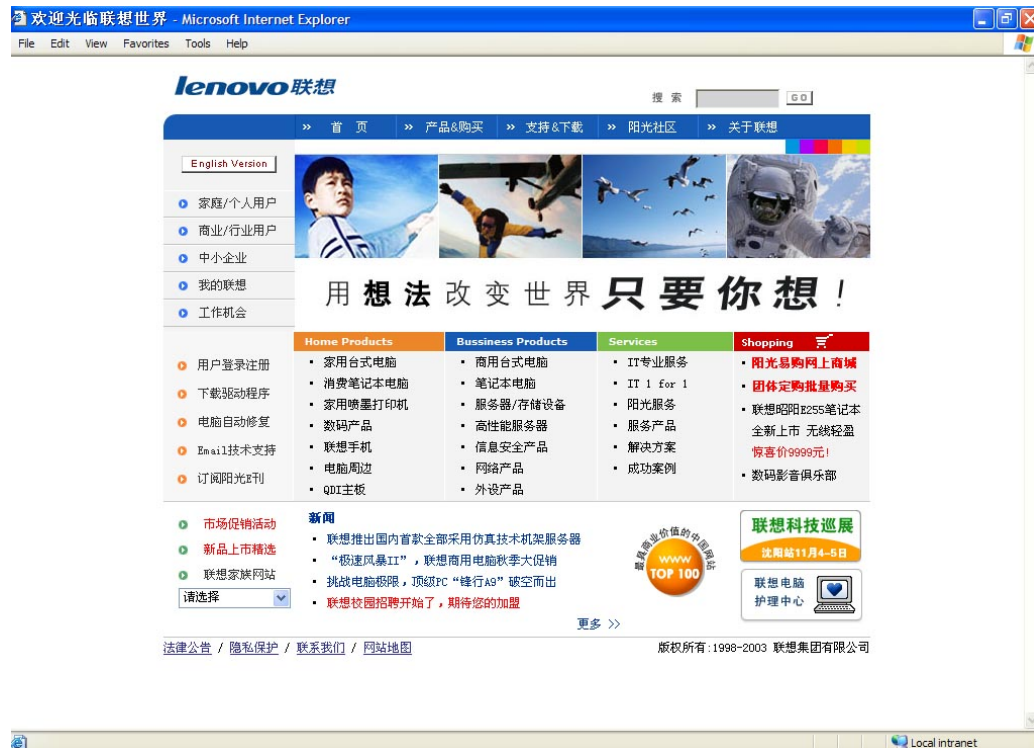 欢迎光临联想世界 - Microsoft Internet Explorer
File Edit View Favorites Tools Help
lenovo联想
搜 索 GO
» 首 页 » 产品&购买 » 支持&下载 » 阳光社区 » 关于联想
English Version
家庭/个人用户
商业/行业用户
中小企业
我的联想
工作机会
用想法改变世界 只要你想!
用户登录注册
下载驱动程序
电脑自动修复
Email技术支持
订阅阳光E刊
Home Products
家用台式电脑
消费笔记本电脑
家用喷墨打印机
数码产品
联想手机
电脑周边
QDI主板
Bussiness Products
商用台式电脑
笔记本电脑
服务器/存储设备
高性能服务器
信息安全产品
网络产品
外设产品
Services
IT专业服务
IT 1 for 1
阳光服务
服务产品
解决方案
成功案例
Shopping
阳光易购网上商城
团体定购批量购买
联想昭阳E255笔记本
全新上市 无线轻盈
惊喜价9999元!
数码影音俱乐部
市场促销活动
新品上市精选
联想家族网站
请选择
新闻
联想推出国内首款全部采用仿真技术机架服务器
“极速风暴II”,联想商用电脑秋季大促销
挑战电脑极限,顶级PC“锋行A9”破空而出
联想校园招聘开始了,期待您的加盟
更多 >>
最具商业价值的中国网站
www
TOP 100
联想科技巡展
沈阳站11月4-5日
联想电脑
护理中心
法律公告 / 隐私保护 / 联系我们 / 网站地图
版权所有:1998-2003 联想集团有限公司
Local intranet